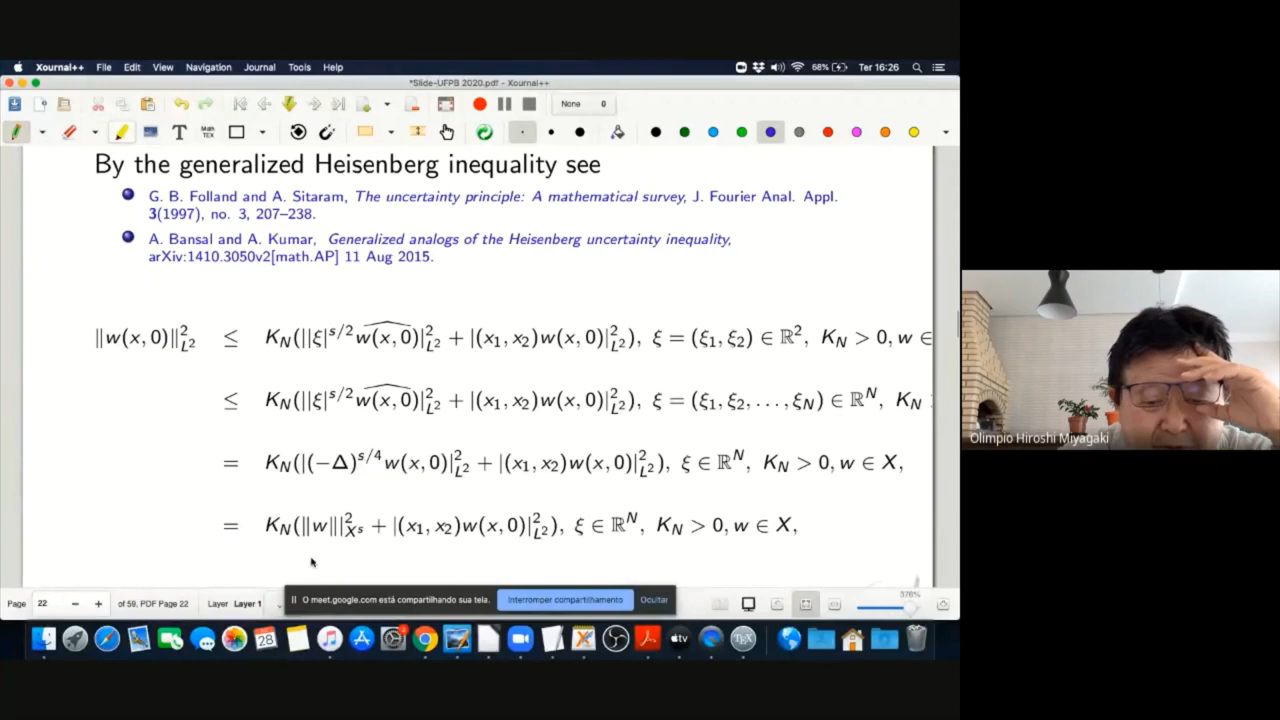 Xournal++ File Edit View Navigation Journal Tools Help 68% Ter 16:26
*Slide-UFPB 2020.pdf - Xournal++
None 0
T Math TEX
By the generalized Heisenberg inequality see
G. B. Folland and A. Sitaram, The uncertainty principle: A mathematical survey, J. Fourier Anal. Appl.
3(1997), no. 3, 207–238.
A. Bansal and A. Kumar, Generalized analogs of the Heisenberg uncertainty inequality,
arXiv:1410.3050v2[math.AP] 11 Aug 2015.
‖w(x, 0)‖²_{L²} ≤ K_N(||ξ|^{s/2} \widehat{w(x, 0)}|²_{L²} + |(x₁, x₂)w(x, 0)|²_{L²}), ξ = (ξ₁, ξ₂) ∈ ℝ², K_N > 0, w ∈
≤ K_N(||ξ|^{s/2} \widehat{w(x, 0)}|²_{L²} + |(x₁, x₂)w(x, 0)|²_{L²}), ξ = (ξ₁, ξ₂, . . . , ξ_N) ∈ ℝ^N, K_N
= K_N(|(−Δ)^{s/4} w(x, 0)|²_{L²} + |(x₁, x₂)w(x, 0)|²_{L²}), ξ ∈ ℝ^N, K_N > 0, w ∈ X,
= K_N(‖w‖|²_{X^s} + |(x₁, x₂)w(x, 0)|²_{L²}), ξ ∈ ℝ^N, K_N > 0, w ∈ X,
Olimpio Hiroshi Miyagaki
O meet.google.com está compartilhando sua tela. Interromper compartilhamento Ocultar
Page 22 of 59, PDF Page 22 Layer Layer 1 378%
28 tv TEX